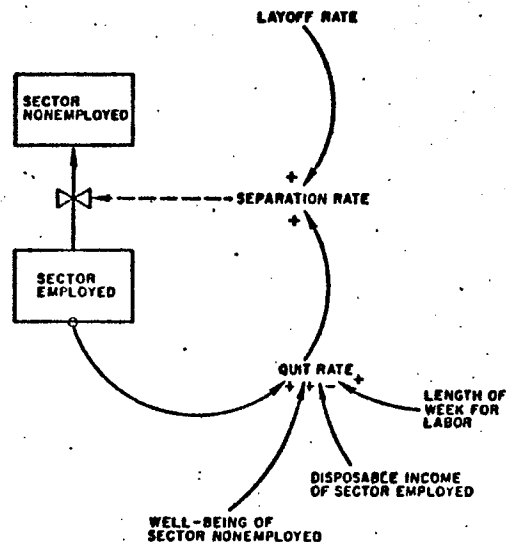 LAYOFF RATE
SECTOR
NONEMPLOYED
+
SEPARATION RATE
+
SECTOR
EMPLOYED
QUIT RATE
+ + - +
LENGTH OF
WEEK FOR
LABOR
DISPOSABLE INCOME
OF SECTOR EMPLOYED
WELL-BEING OF
SECTOR NONEMPLOYED